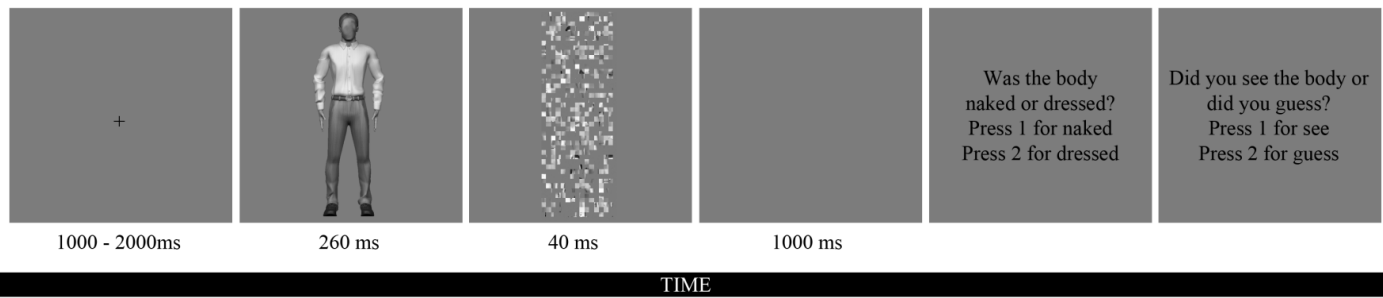 +
Was the body
naked or dressed?
Press 1 for naked
Press 2 for dressed
Did you see the body or
did you guess?
Press 1 for see
Press 2 for guess
1000 - 2000ms
260 ms
40 ms
1000 ms
TIME